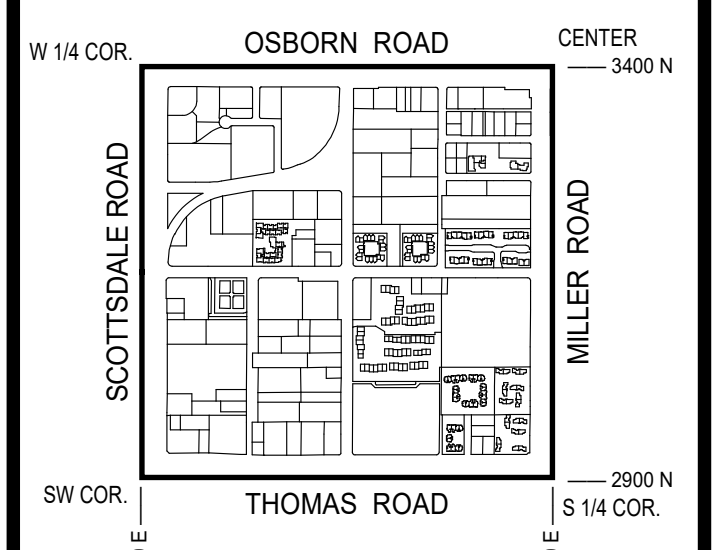 OSBORN ROAD
CENTER
W 1/4 COR.
3400 N
SCOTTSDALE ROAD
MILLER ROAD
2900 N
SW COR.
THOMAS ROAD
S 1/4 COR.
E
E